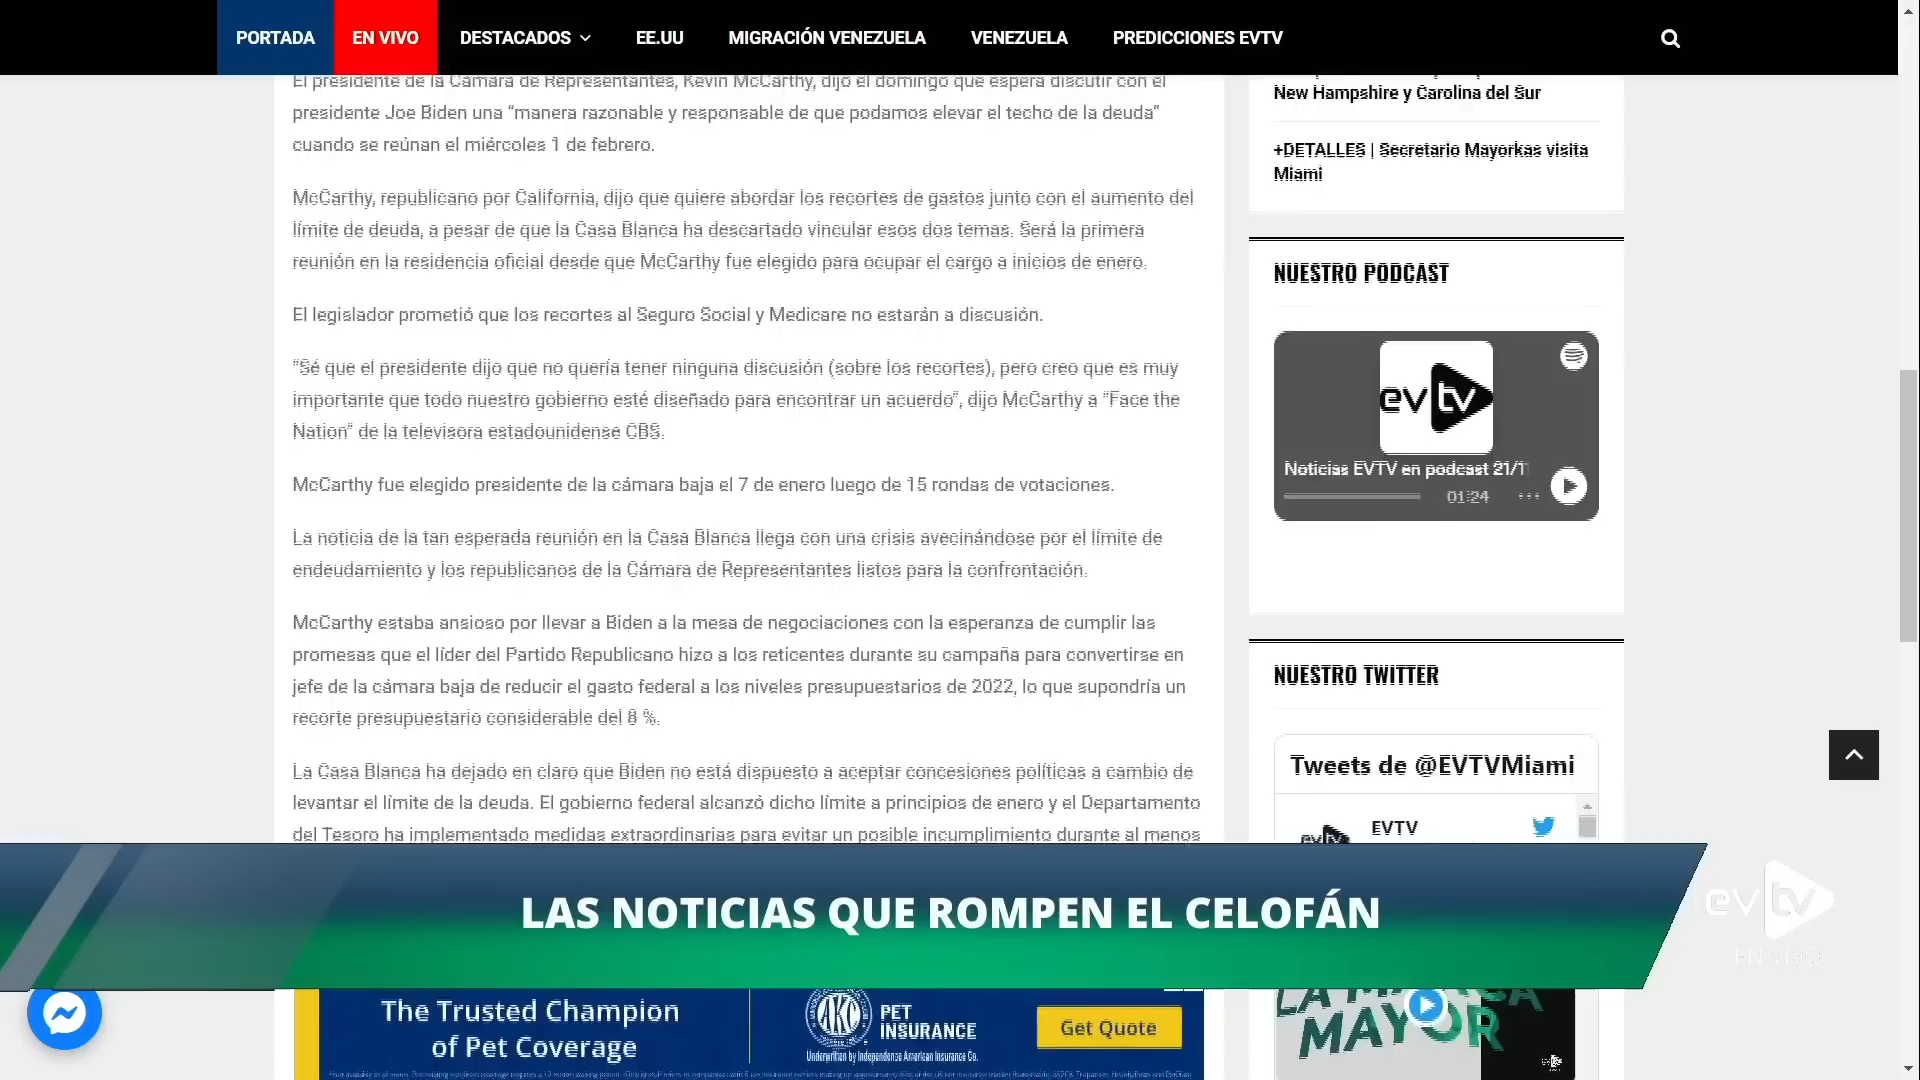 PORTADA
EN VIVO
DESTACADOS
EE.UU
MIGRACIÓN VENEZUELA
VENEZUELA
PREDICCIONES EVTV
El presidente de la Cámara de Representantes, Kevin McCarthy, dijo el domingo que espera discutir con el
presidente Joe Biden una “manera razonable y responsable de que podamos elevar el techo de la deuda”
cuando se reúnan el miércoles 1 de febrero.
McCarthy, republicano por California, dijo que quiere abordar los recortes de gastos junto con el aumento del
límite de deuda, a pesar de que la Casa Blanca ha descartado vincular esos dos temas. Será la primera
reunión en la residencia oficial desde que McCarthy fue elegido para ocupar el cargo a inicios de enero.
El legislador prometió que los recortes al Seguro Social y Medicare no estarán a discusión.
“Sé que el presidente dijo que no quería tener ninguna discusión (sobre los recortes), pero creo que es muy
importante que todo nuestro gobierno esté diseñado para encontrar un acuerdo”, dijo McCarthy a “Face the
Nation” de la televisora estadounidense CBS.
McCarthy fue elegido presidente de la cámara baja el 7 de enero luego de 15 rondas de votaciones.
La noticia de la tan esperada reunión en la Casa Blanca llega con una crisis avecinándose por el límite de
endeudamiento y los republicanos de la Cámara de Representantes listos para la confrontación.
McCarthy estaba ansioso por llevar a Biden a la mesa de negociaciones con la esperanza de cumplir las
promesas que el líder del Partido Republicano hizo a los reticentes durante su campaña para convertirse en
jefe de la cámara baja de reducir el gasto federal a los niveles presupuestarios de 2022, lo que supondría un
recorte presupuestario considerable del 8 %.
La Casa Blanca ha dejado en claro que Biden no está dispuesto a aceptar concesiones políticas a cambio de
levantar el límite de la deuda. El gobierno federal alcanzó dicho límite a principios de enero y el Departamento
del Tesoro ha implementado medidas extraordinarias para evitar un posible incumplimiento durante al menos
New Hampshire y Carolina del Sur
+DETALLES | Secretario Mayorkas visita
Miami
NUESTRO PODCAST
evtv
Noticias EVTV en podcast 21/1
01:24
NUESTRO TWITTER
Tweets de @EVTVMiami
EVTV
LAS NOTICIAS QUE ROMPEN EL CELOFÁN
evtv
EN VIVO
The Trusted Champion
of Pet Coverage
AKC
PET
INSURANCE
Underwritten by Independence American Insurance Co.
Get Quote
MAYOR